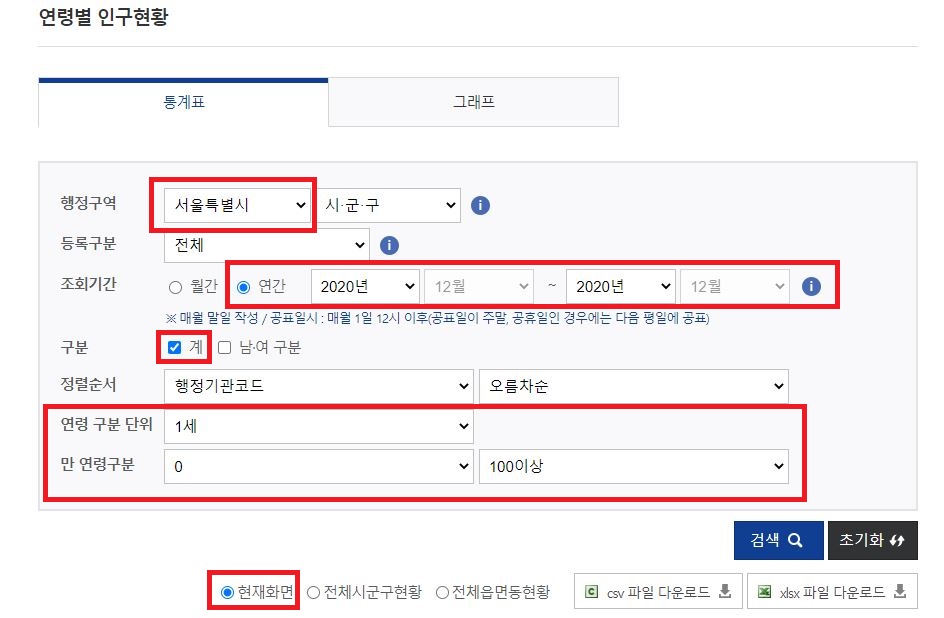 연령별 인구현황
통계표 그래프
행정구역 서울특별시 시·군·구
등록구분 전체
조회기간 월간 연간 2020년 12월 ~ 2020년 12월
※ 매월 말일 작성 / 공표일시 : 매월 1일 12시 이후(공표일이 주말, 공휴일인 경우에는 다음 평일에 공표)
구분 계 남·여 구분
정렬순서 행정기관코드 오름차순
연령 구분 단위 1세
만 연령구분 0 100이상
검색 초기화
현재화면 전체시군구현황 전체읍면동현황 csv 파일 다운로드 xlsx 파일 다운로드